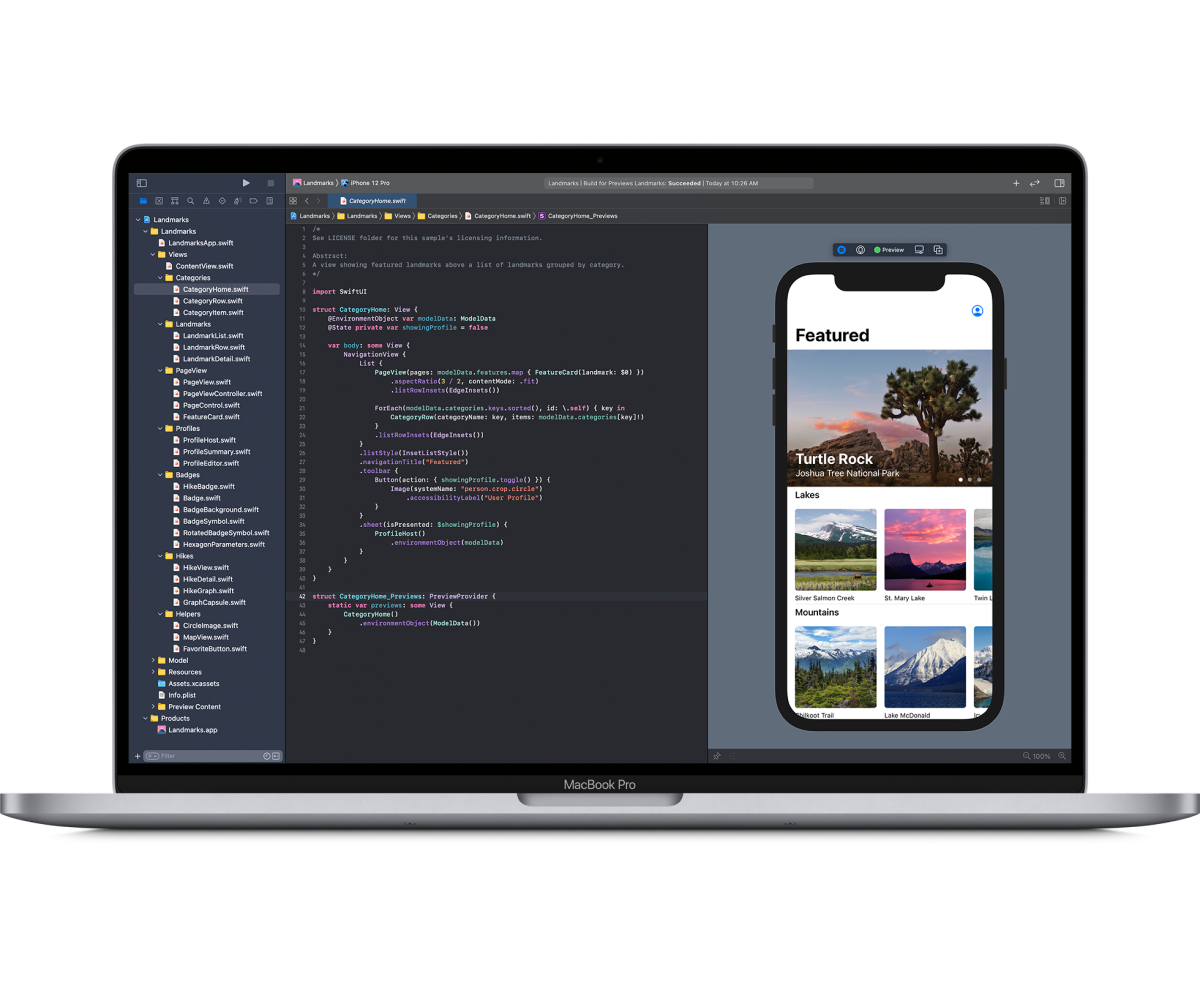 Landmarks
Landmarks
LandmarksApp.swift
Views
ContentView.swift
Categories
CategoryHome.swift
CategoryRow.swift
CategoryItem.swift
Landmarks
LandmarkList.swift
LandmarkRow.swift
LandmarkDetail.swift
PageView
PageView.swift
PageViewController.swift
PageControl.swift
FeatureCard.swift
Profiles
ProfileHost.swift
ProfileSummary.swift
ProfileEditor.swift
Badges
HikeBadge.swift
Badge.swift
BadgeBackground.swift
BadgeSymbol.swift
RotatedBadgeSymbol.swift
HexagonParameters.swift
Hikes
HikeView.swift
HikeDetail.swift
HikeGraph.swift
GraphCapsule.swift
Helpers
CircleImage.swift
MapView.swift
FavoriteButton.swift
Model
Resources
Assets.xcassets
Info.plist
Preview Content
Products
Landmarks.app
Filter
Landmarks iPhone 12 Pro
Landmarks | Build for Previews Landmarks: Succeeded | Today at 10:26 AM
CategoryHome.swift
Landmarks Landmarks Views Categories CategoryHome.swift S CategoryHome_Previews
1 /*
2 See LICENSE folder for this sample's licensing information.
3
4 Abstract:
5 A view showing featured landmarks above a list of landmarks grouped by category.
6 */
7
8 import SwiftUI
9
10 struct CategoryHome: View {
11 @EnvironmentObject var modelData: ModelData
12 @State private var showingProfile = false
13
14 var body: some View {
15 NavigationView {
16 List {
17 PageView(pages: modelData.features.map { FeatureCard(landmark: $0) })
18 .aspectRatio(3 / 2, contentMode: .fit)
19 .listRowInsets(EdgeInsets())
20
21 ForEach(modelData.categories.keys.sorted(), id: \.self) { key in
22 CategoryRow(categoryName: key, items: modelData.categories[key]!)
23 }
24 .listRowInsets(EdgeInsets())
25 }
26 .listStyle(InsetListStyle())
27 .navigationTitle("Featured")
28 .toolbar {
29 Button(action: { showingProfile.toggle() }) {
30 Image(systemName: "person.crop.circle")
31 .accessibilityLabel("User Profile")
32 }
33 }
34 .sheet(isPresented: $showingProfile) {
35 ProfileHost()
36 .environmentObject(modelData)
37 }
38 }
39 }
40 }
41
42 struct CategoryHome_Previews: PreviewProvider {
43 static var previews: some View {
44 CategoryHome()
45 .environmentObject(ModelData())
46 }
47 }
48
Preview
Featured
Turtle Rock
Joshua Tree National Park
Lakes
Silver Salmon Creek St. Mary Lake Twin L
Mountains
Chilkoot Trail Lake McDonald
100%
MacBook Pro